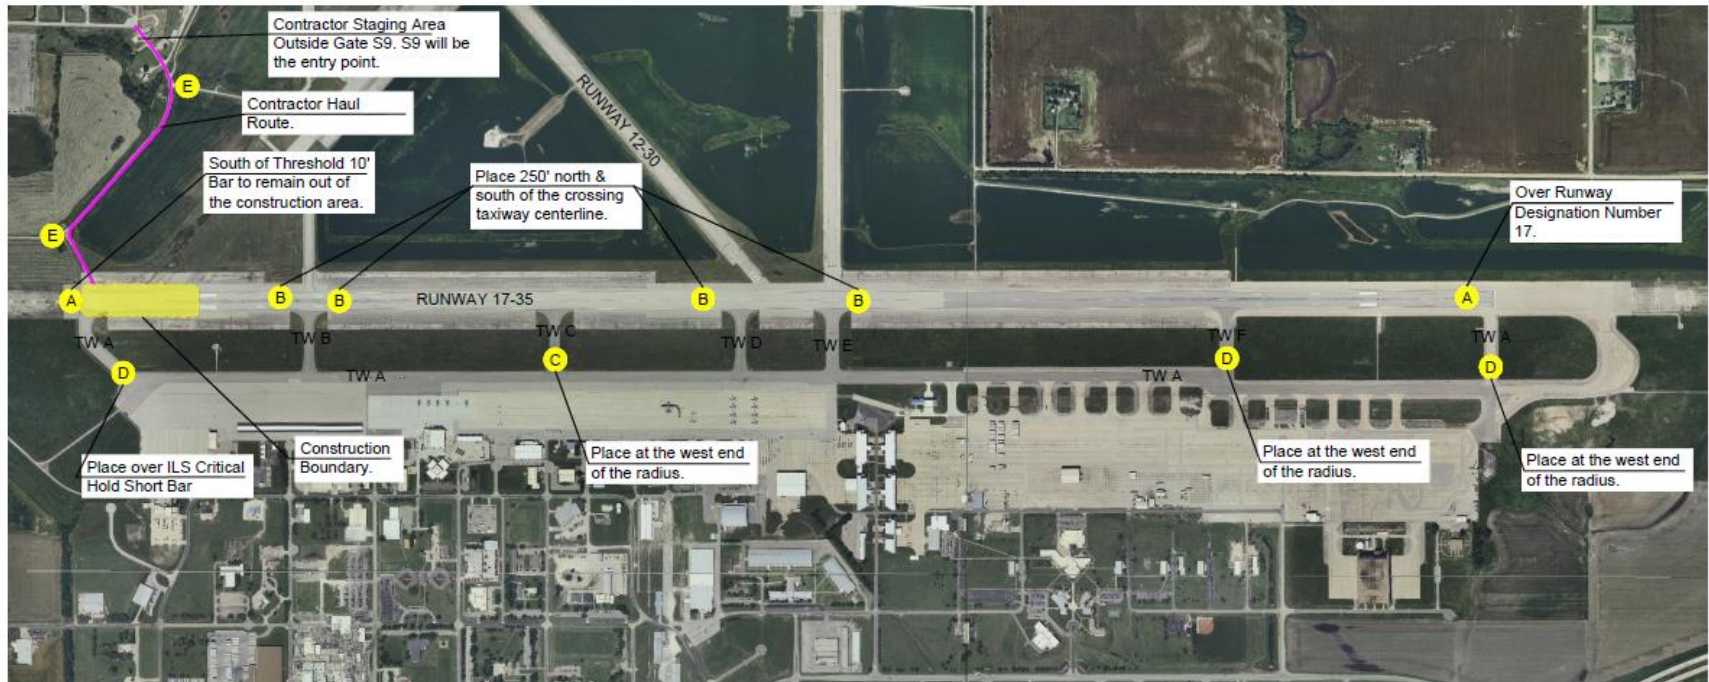 Contractor Staging Area
Outside Gate S9. S9 will be
the entry point.
E
Contractor Haul
Route.
RUNWAY 12-30
South of Threshold 10'
Bar to remain out of
the construction area.
Place 250' north &
south of the crossing
taxiway centerline.
Over Runway
Designation Number
17.
E
A
B
B
RUNWAY 17-35
B
B
A
TW A
TW B
TW C
TW D
TW E
TW F
TW A
D
TW A
C
TW A
D
D
Place over ILS Critical
Hold Short Bar
Construction
Boundary.
Place at the west end
of the radius.
Place at the west end
of the radius.
Place at the west end
of the radius.